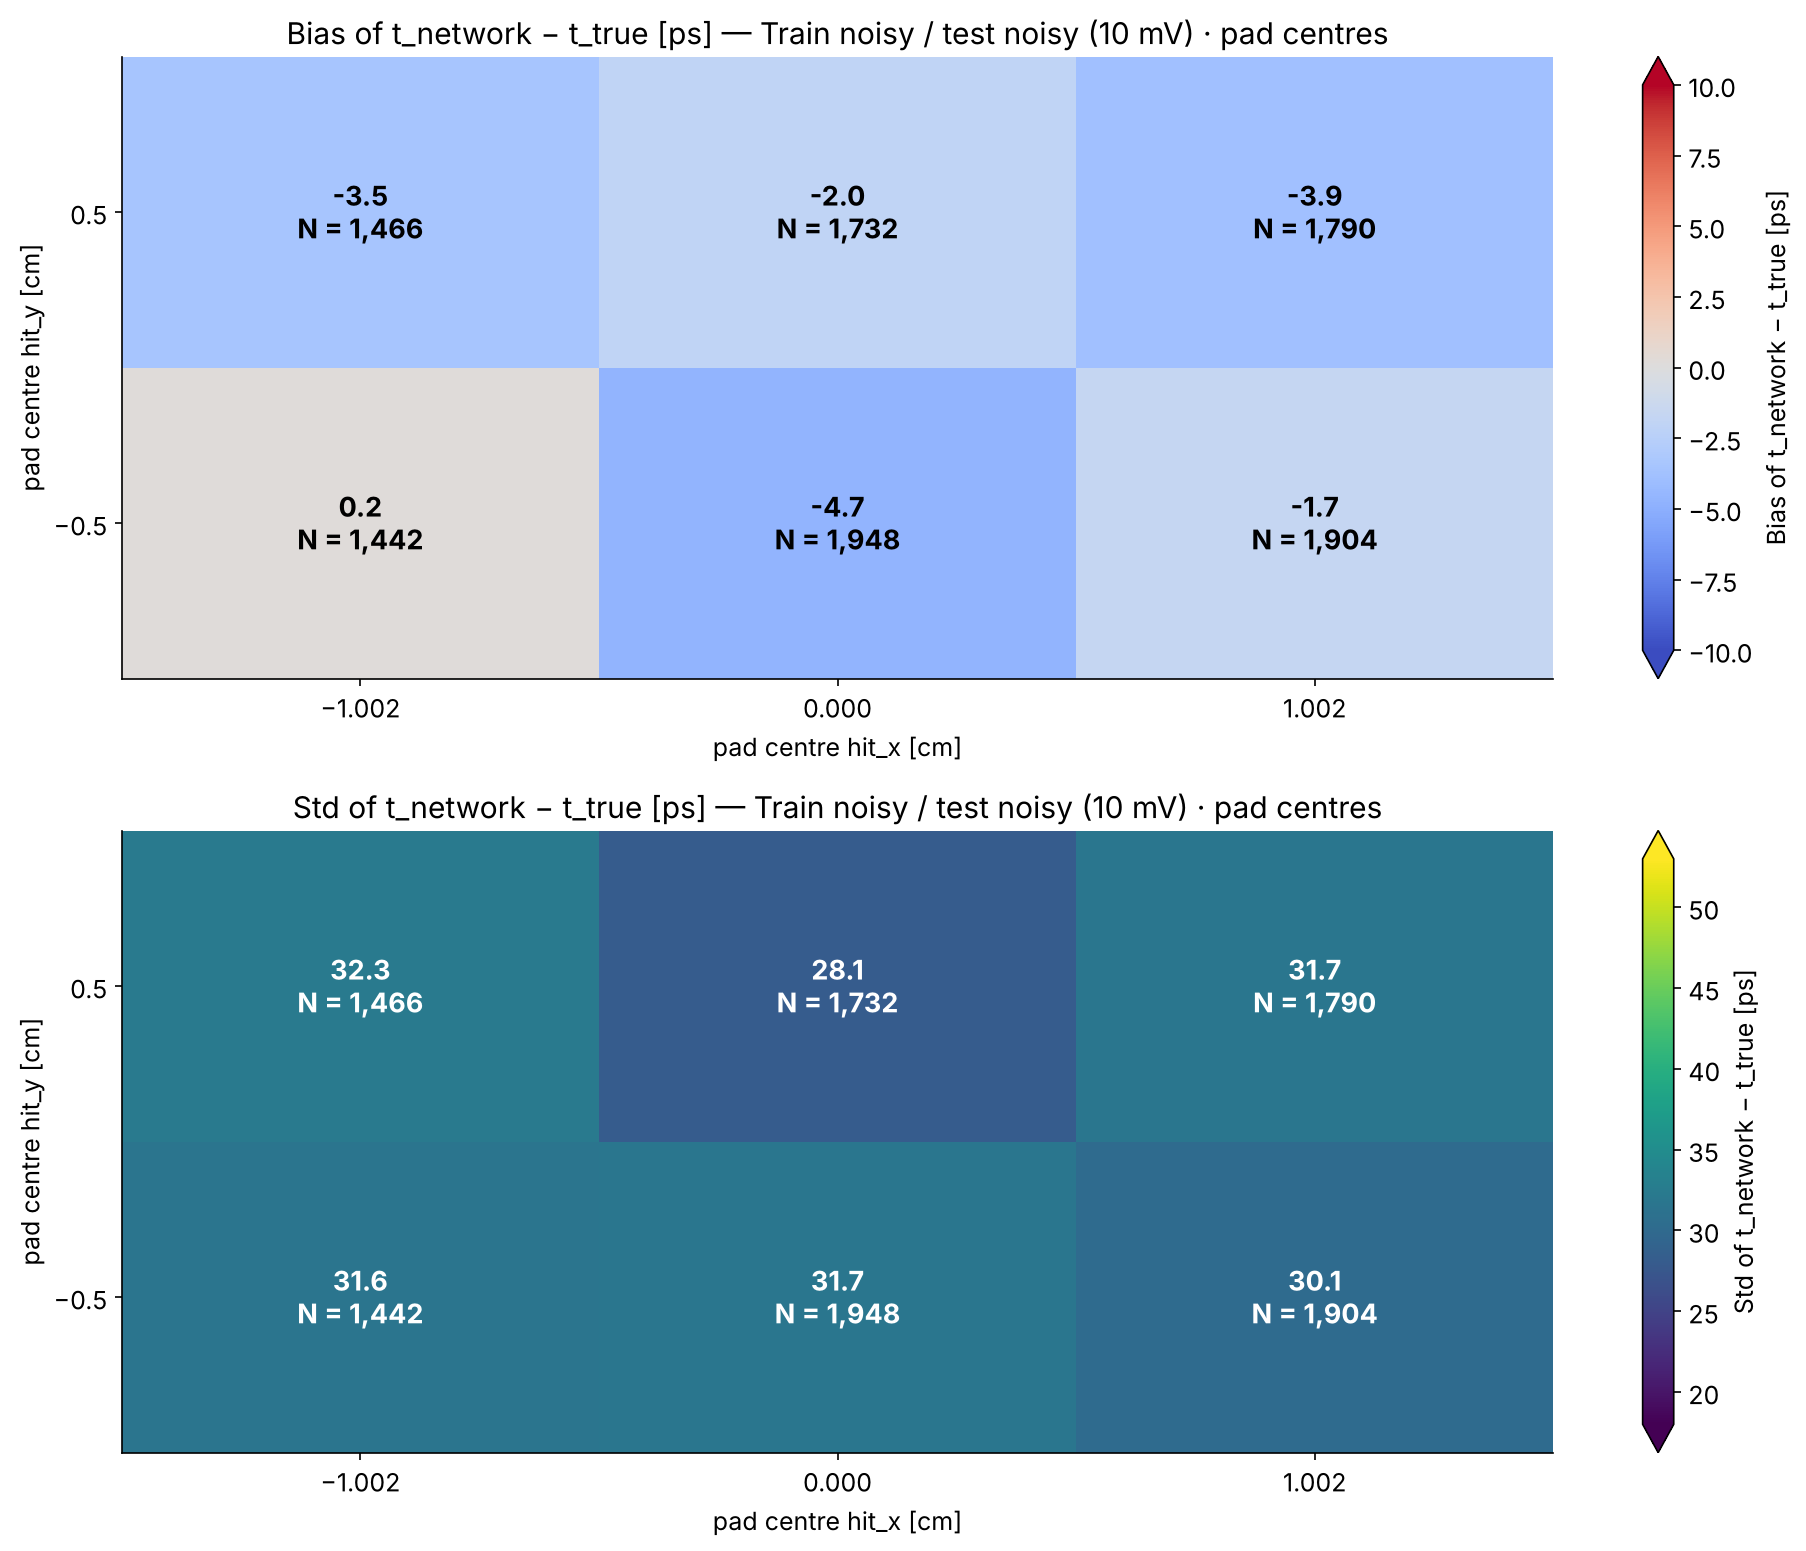 Bias of t_network − t_true [ps] — Train noisy / test noisy (10 mV) · pad centres
pad centre hit_y [cm]
0.5
−0.5
-3.5
N = 1,466
-2.0
N = 1,732
-3.9
N = 1,790
0.2
N = 1,442
-4.7
N = 1,948
-1.7
N = 1,904
−1.002
0.000
1.002
pad centre hit_x [cm]
10.0
7.5
5.0
2.5
0.0
−2.5
−5.0
−7.5
−10.0
Bias of t_network − t_true [ps]
Std of t_network − t_true [ps] — Train noisy / test noisy (10 mV) · pad centres
pad centre hit_y [cm]
0.5
−0.5
32.3
N = 1,466
28.1
N = 1,732
31.7
N = 1,790
31.6
N = 1,442
31.7
N = 1,948
30.1
N = 1,904
−1.002
0.000
1.002
pad centre hit_x [cm]
50
45
40
35
30
25
20
Std of t_network − t_true [ps]